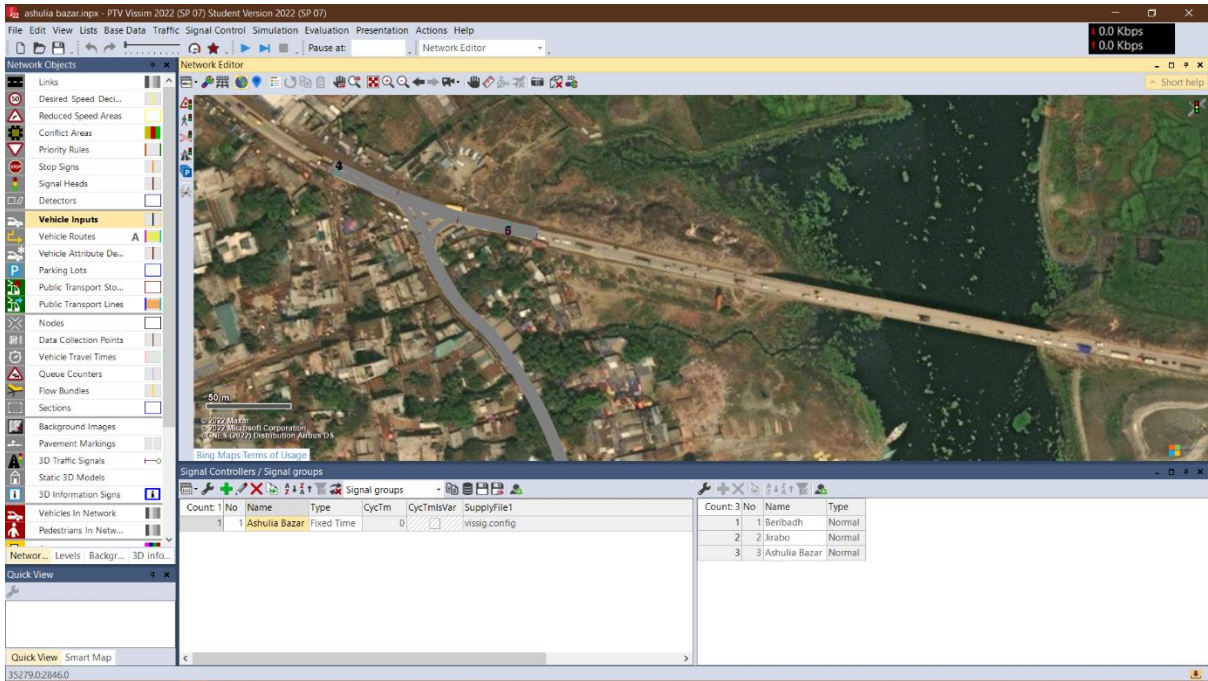 ashulia bazar.inpx - PTV Vissim 2022 (SP 07) Student Version 2022 (SP 07)
File Edit View Lists Base Data Traffic Signal Control Simulation Evaluation Presentation Actions Help
0.0 Kbps
0.0 Kbps
Pause at: Network Editor
Network Objects
Links
Desired Speed Deci...
Reduced Speed Areas
Conflict Areas
Priority Rules
Stop Signs
Signal Heads
Detectors
Vehicle Inputs
Vehicle Routes A
Vehicle Attribute De...
Parking Lots
Public Transport Sto...
Public Transport Lines
Nodes
Data Collection Points
Vehicle Travel Times
Queue Counters
Flow Bundles
Sections
Background Images
Pavement Markings
3D Traffic Signals
Static 3D Models
3D Information Signs
Vehicles In Network
Pedestrians In Netw...
Networ... Levels Backgr... 3D info...
Quick View
Quick View Smart Map
35279.0:2846.0
Network Editor
Short help
4
50 m
© 2022 Maxar
© 2022 Microsoft Corporation
©CNES (2022) Distribution Airbus DS
Bing Maps Terms of Usage
Signal Controllers / Signal groups
Signal groups
Count: 1 No Name Type CycTm CycTmIsVar SupplyFile1
1 1 Ashulia Bazar Fixed Time 0 vissig.config
Count: 3 No Name Type
1 1 Beribadh Normal
2 2 Jirabo Normal
3 3 Ashulia Bazar Normal